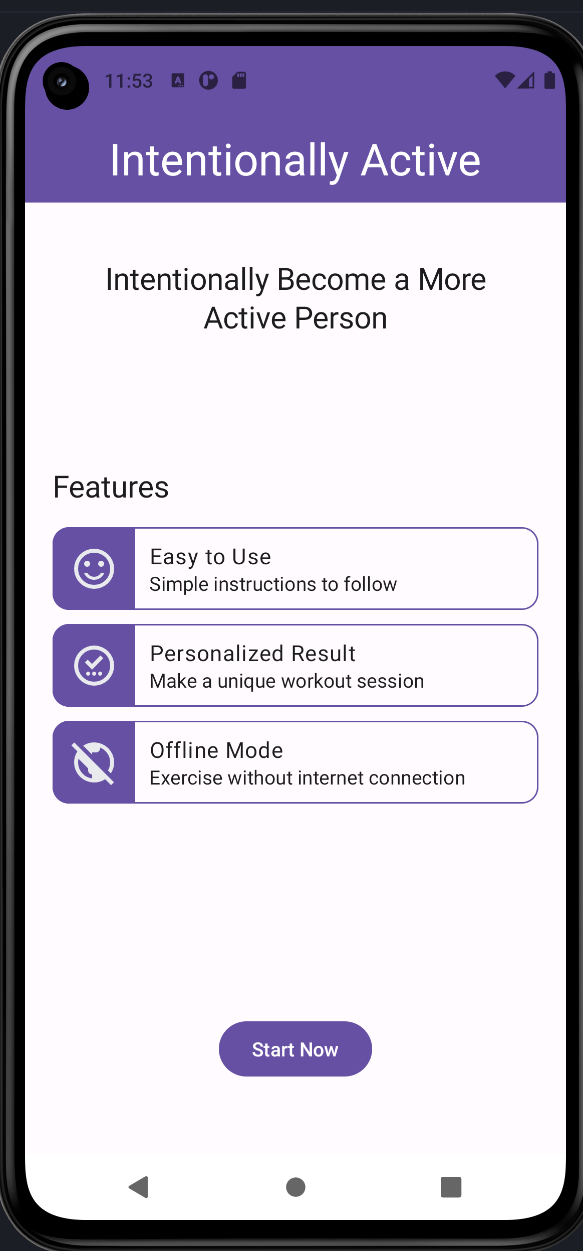 11:53
Intentionally Active
Intentionally Become a More
Active Person
Features
Easy to Use
Simple instructions to follow
Personalized Result
Make a unique workout session
Offline Mode
Exercise without internet connection
Start Now